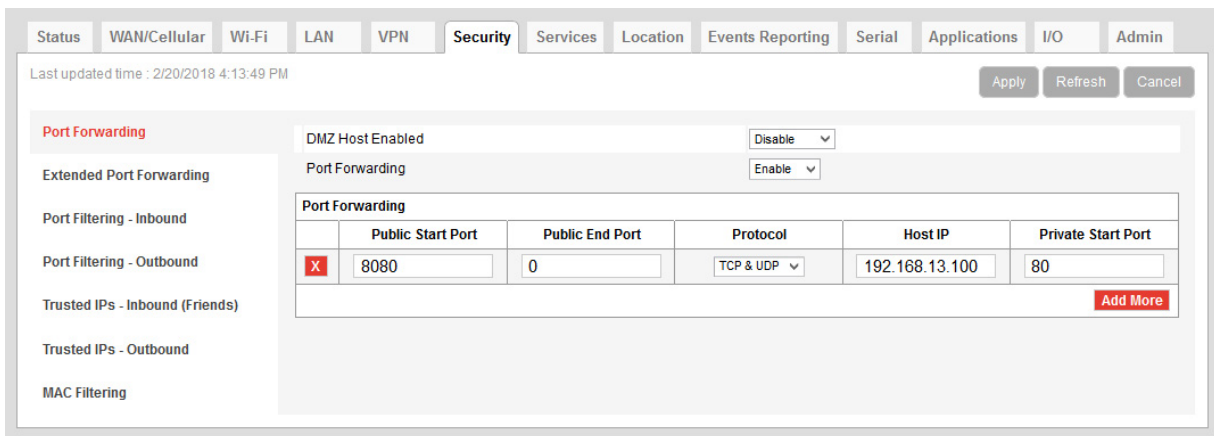 Status WAN/Cellular Wi-Fi LAN VPN Security Services Location Events Reporting Serial Applications I/O Admin
Last updated time : 2/20/2018 4:13:49 PM
Apply Refresh Cancel
Port Forwarding
Extended Port Forwarding
Port Filtering - Inbound
Port Filtering - Outbound
Trusted IPs - Inbound (Friends)
Trusted IPs - Outbound
MAC Filtering
DMZ Host Enabled Disable
Port Forwarding Enable
Port Forwarding
Public Start Port Public End Port Protocol Host IP Private Start Port
X 8080 0 TCP & UDP 192.168.13.100 80
Add More